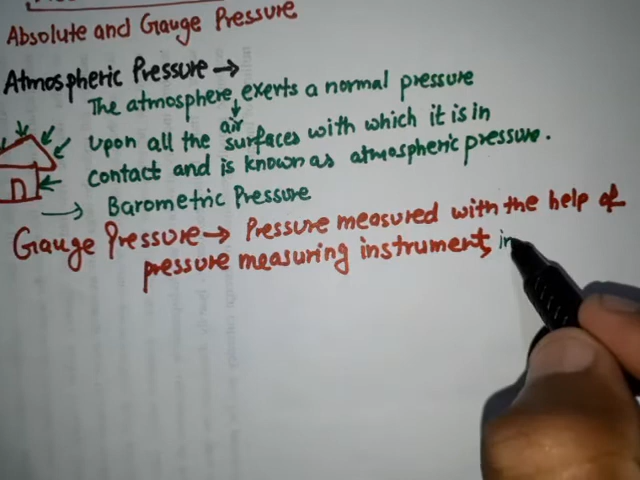 Absolute and Gauge Pressure
Atmospheric Pressure →
The atmosphere exerts a normal pressure
air
upon all the surfaces with which it is in
contact and is known as atmospheric pressure.
→ Barometric Pressure
Gauge Pressure → Pressure measured with the help of
pressure measuring instrument, in